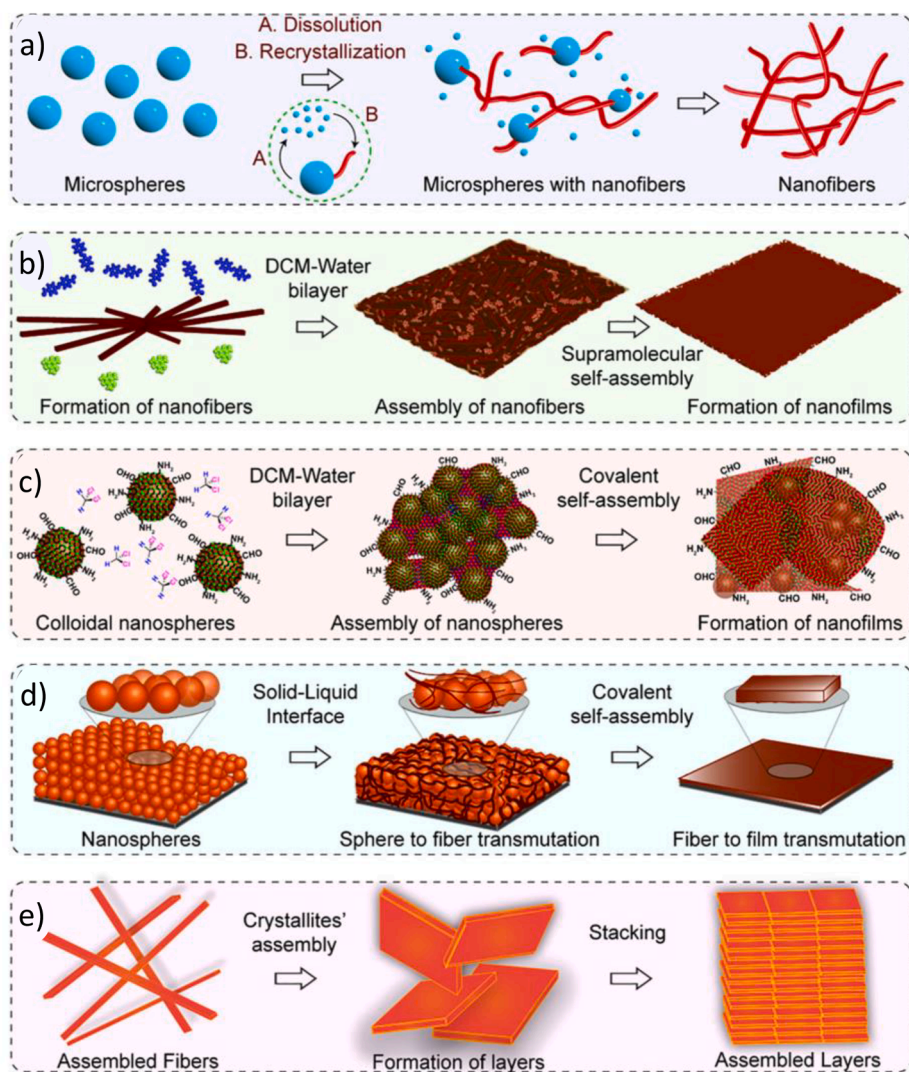 a)
A. Dissolution
B. Recrystallization
A
B
Microspheres
Microspheres with nanofibers
Nanofibers
b)
DCM-Water
bilayer
Supramolecular
self-assembly
Formation of nanofibers
Assembly of nanofibers
Formation of nanofilms
c)
DCM-Water
bilayer
Covalent
self-assembly
Colloidal nanospheres
Assembly of nanospheres
Formation of nanofilms
d)
Solid-Liquid
Interface
Covalent
self-assembly
Nanospheres
Sphere to fiber transmutation
Fiber to film transmutation
e)
Crystallites'
assembly
Stacking
Assembled Fibers
Formation of layers
Assembled Layers